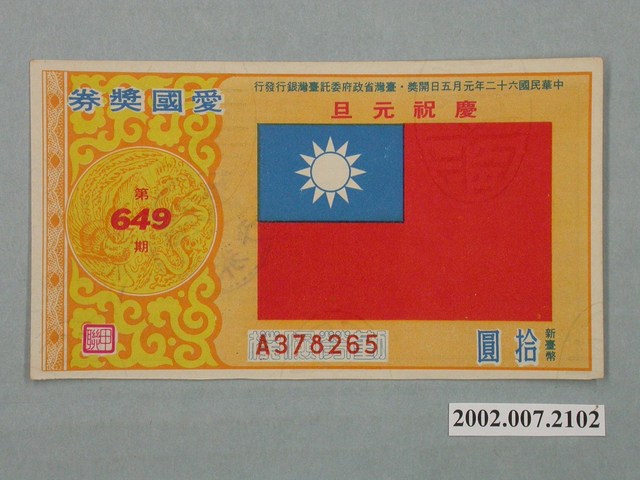 中華民國六十二年元月五日開獎・臺灣省政府委託臺灣銀行發行
愛國獎券
慶祝元旦
第
649
期
甲聯
A378265
新臺幣
拾圓
2002.007.2102